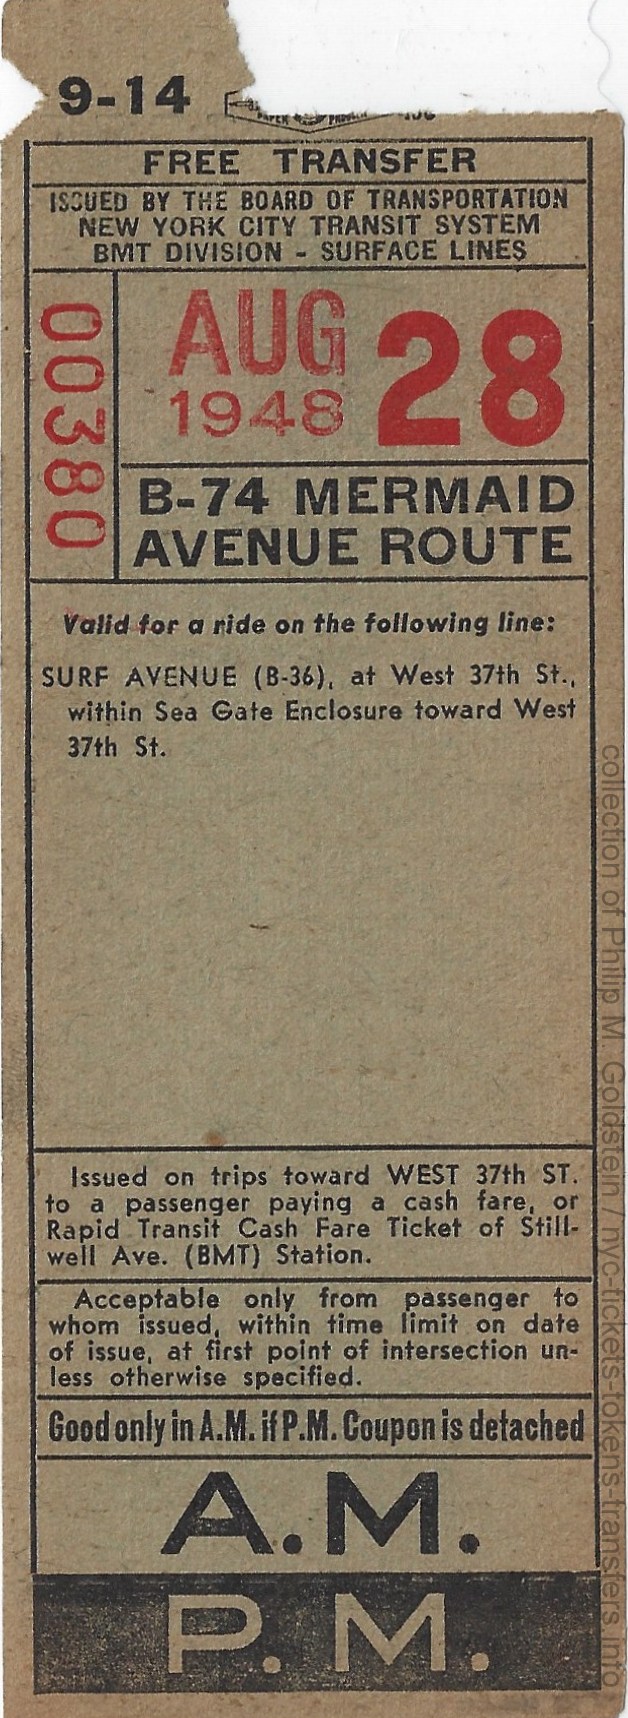 9-14
PAPER
FREE TRANSFER
ISSUED BY THE BOARD OF TRANSPORTATION
NEW YORK CITY TRANSIT SYSTEM
BMT DIVISION - SURFACE LINES
00380
AUG 28
1948
B-74 MERMAID
AVENUE ROUTE
Valid for a ride on the following line:
SURF AVENUE (B-36), at West 37th St.,
within Sea Gate Enclosure toward West
37th St.
Issued on trips toward WEST 37th ST.
to a passenger paying a cash fare, or
Rapid Transit Cash Fare Ticket of Still-
well Ave. (BMT) Station.
Acceptable only from passenger to
whom issued, within time limit on date
of issue, at first point of intersection un-
less otherwise specified.
Good only in A.M. if P.M. Coupon is detached
A.M.
P.M.
collection of Philip M. Goldstein / nyc-tickets-tokens-transfers.info